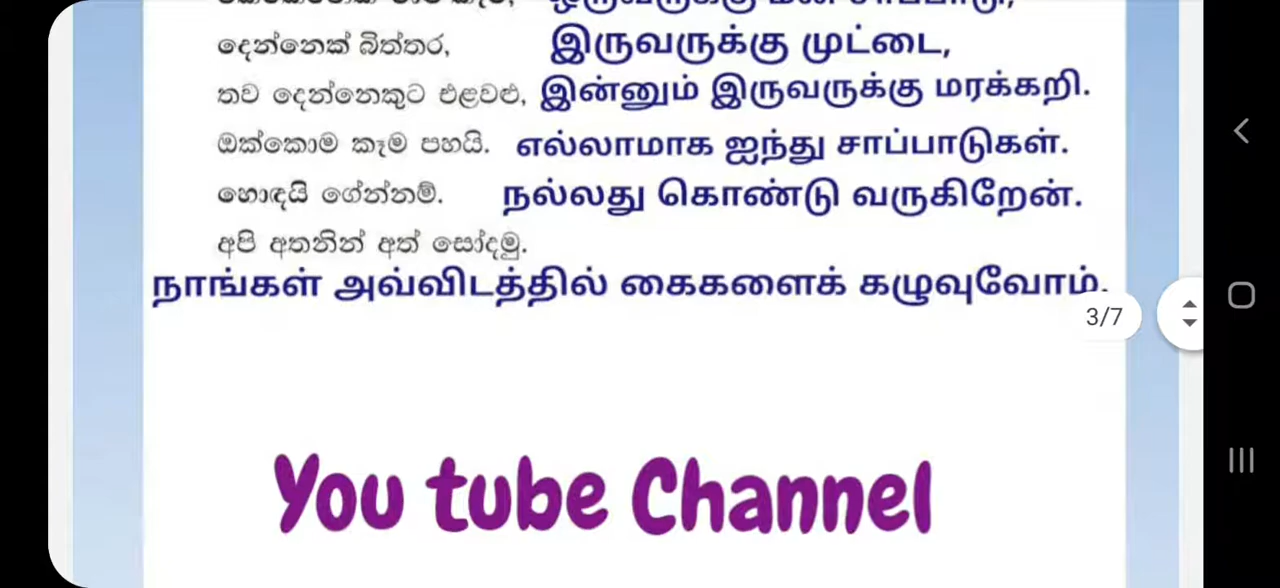 දෙන්නෙක් බිත්තර, இருவருக்கு முட்டை,
තව දෙන්නෙකුට එළවළු, இன்னும் இருவருக்கு மரக்கறி.
ඔක්කොම කෑම පහයි. எல்லாமாக ஐந்து சாப்பாடுகள்.
හොඳයි ගේන්නම්. நல்லது கொண்டு வருகிறேன்.
අපි අතනින් අත් සෝදමු.
நாங்கள் அவ்விடத்தில் கைகளைக் கழுவுவோம்.
3/7
You tube Channel